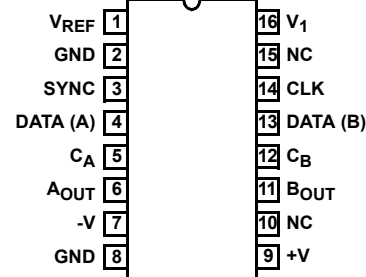 VREF 1 16 V1
GND 2 15 NC
SYNC 3 14 CLK
DATA (A) 4 13 DATA (B)
CA 5 12 CB
AOUT 6 11 BOUT
-V 7 10 NC
GND 8 9 +V